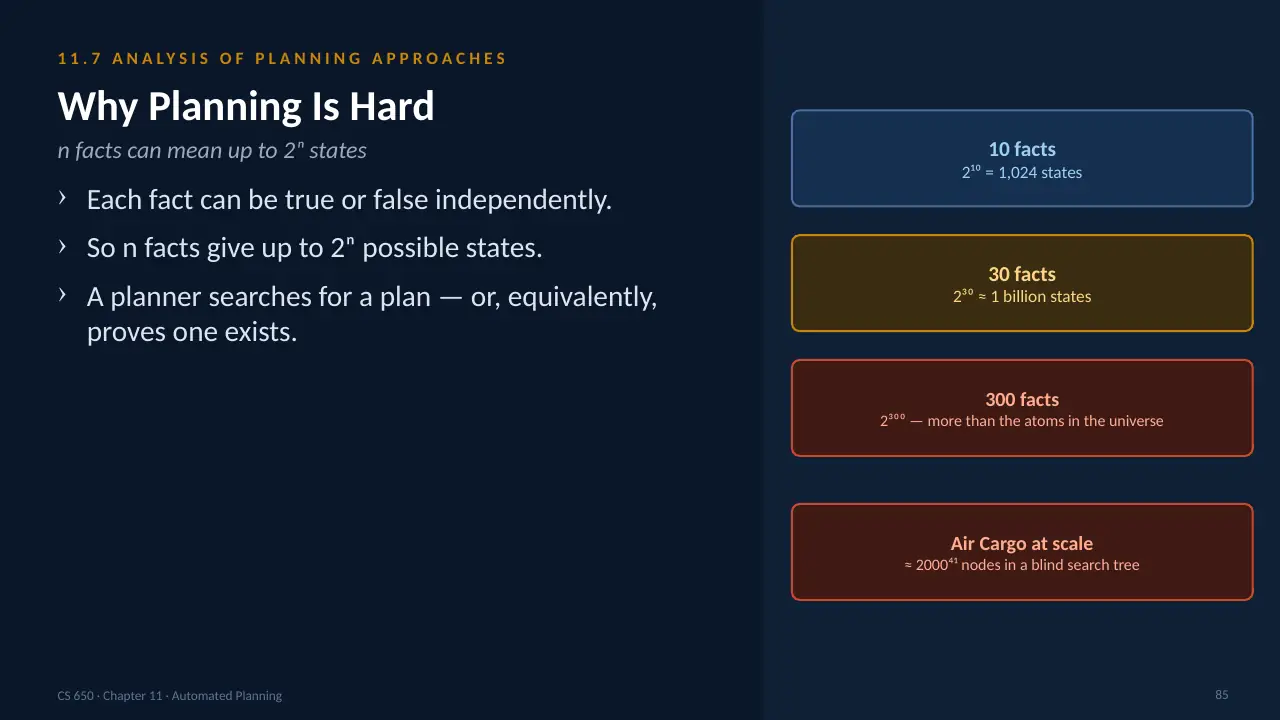 11.7 ANALYSIS OF PLANNING APPROACHES
Why Planning Is Hard
n facts can mean up to 2ⁿ states
› Each fact can be true or false independently.
› So n facts give up to 2ⁿ possible states.
› A planner searches for a plan — or, equivalently,
proves one exists.
10 facts
2¹⁰ = 1,024 states
30 facts
2³⁰ ≈ 1 billion states
300 facts
2³⁰⁰ — more than the atoms in the universe
Air Cargo at scale
≈ 2000⁴¹ nodes in a blind search tree
CS 650 · Chapter 11 · Automated Planning
85